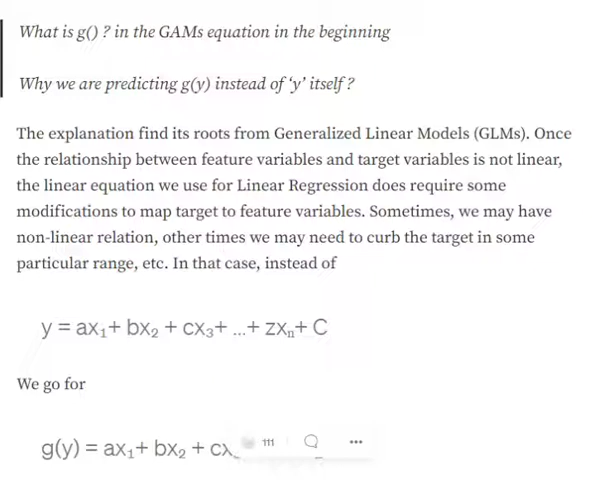 What is g() ? in the GAMs equation in the beginning
Why we are predicting g(y) instead of ‘y’ itself?
The explanation find its roots from Generalized Linear Models (GLMs). Once
the relationship between feature variables and target variables is not linear,
the linear equation we use for Linear Regression does require some
modifications to map target to feature variables. Sometimes, we may have
non-linear relation, other times we may need to curb the target in some
particular range, etc. In that case, instead of
y = ax₁+ bx₂ + cx₃+ ...+ zxₙ+ C
We go for
g(y) = ax₁+ bx₂ + cx
111